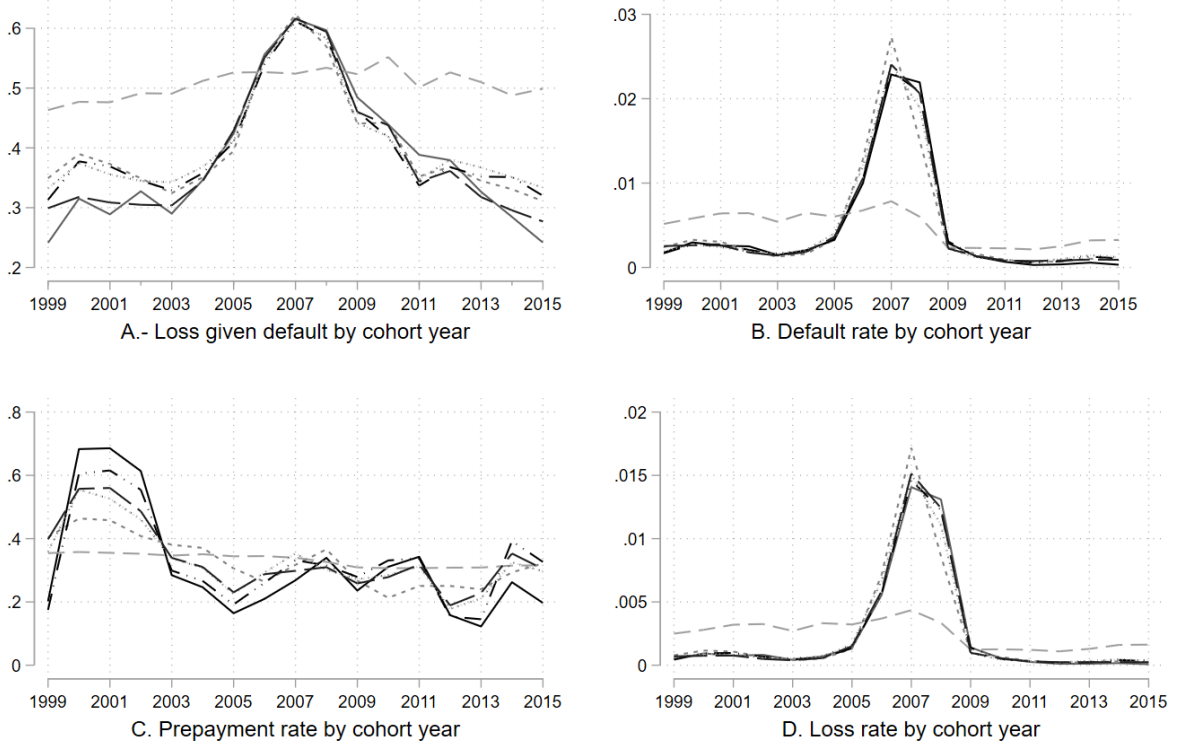 .6
.5
.4
.3
.2
1999 2001 2003 2005 2007 2009 2011 2013 2015
A.- Loss given default by cohort year
.03
.02
.01
0
1999 2001 2003 2005 2007 2009 2011 2013 2015
B. Default rate by cohort year
.8
.6
.4
.2
0
1999 2001 2003 2005 2007 2009 2011 2013 2015
C. Prepayment rate by cohort year
.02
.015
.01
.005
0
1999 2001 2003 2005 2007 2009 2011 2013 2015
D. Loss rate by cohort year